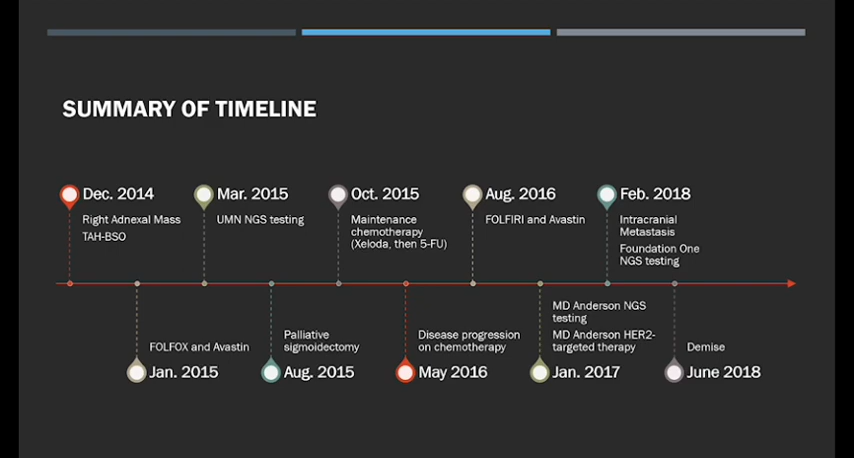 SUMMARY OF TIMELINE
Dec. 2014
Right Adnexal Mass
TAH-BSO
Jan. 2015
FOLFOX and Avastin
Mar. 2015
UMN NGS testing
Aug. 2015
Palliative
sigmoidectomy
Oct. 2015
Maintenance
chemotherapy
(Xeloda, then 5-FU)
May 2016
Disease progression
on chemotherapy
Aug. 2016
FOLFIRI and Avastin
Jan. 2017
MD Anderson NGS
testing
MD Anderson HER2-
targeted therapy
Feb. 2018
Intracranial
Metastasis
Foundation One
NGS testing
June 2018
Demise